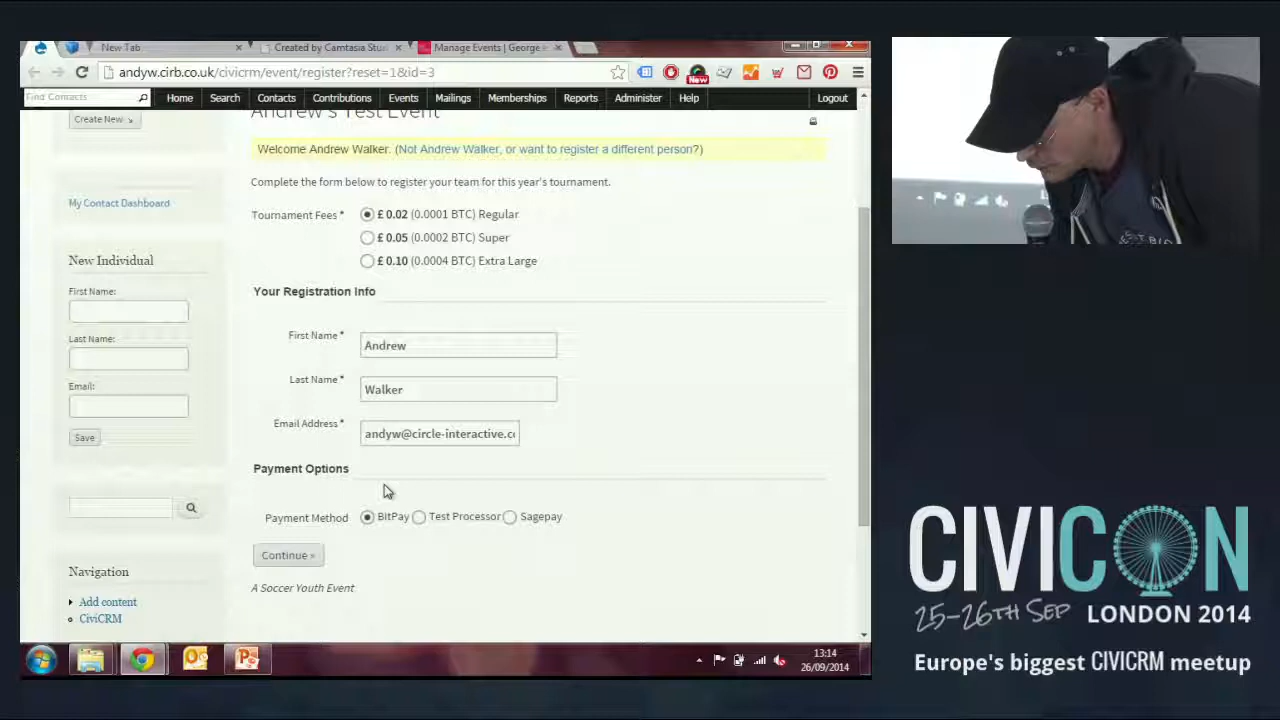 New Tab
Created by Camtasia Stu
Manage Events | George
andyw.cirb.co.uk/civicrm/event/register?reset=1&id=3
New
Find Contacts
Home Search Contacts Contributions Events Mailings Memberships Reports Administer Help Logout
Create New
Andrew's Test Event
Welcome Andrew Walker. (Not Andrew Walker, or want to register a different person?)
Complete the form below to register your team for this year's tournament.
My Contact Dashboard
Tournament Fees *
£ 0.02 (0.0001 BTC) Regular
£ 0.05 (0.0002 BTC) Super
£ 0.10 (0.0004 BTC) Extra Large
New Individual
First Name:
Last Name:
Email:
Save
Your Registration Info
First Name *
Andrew
Last Name *
Walker
Email Address *
andyw@circle-interactive.co
Payment Options
Payment Method
BitPay Test Processor Sagepay
Continue »
A Soccer Youth Event
Navigation
Add content
CiviCRM
13:14
26/09/2014
CIVICON
25-26TH SEP LONDON 2014
Europe's biggest CIVICRM meetup